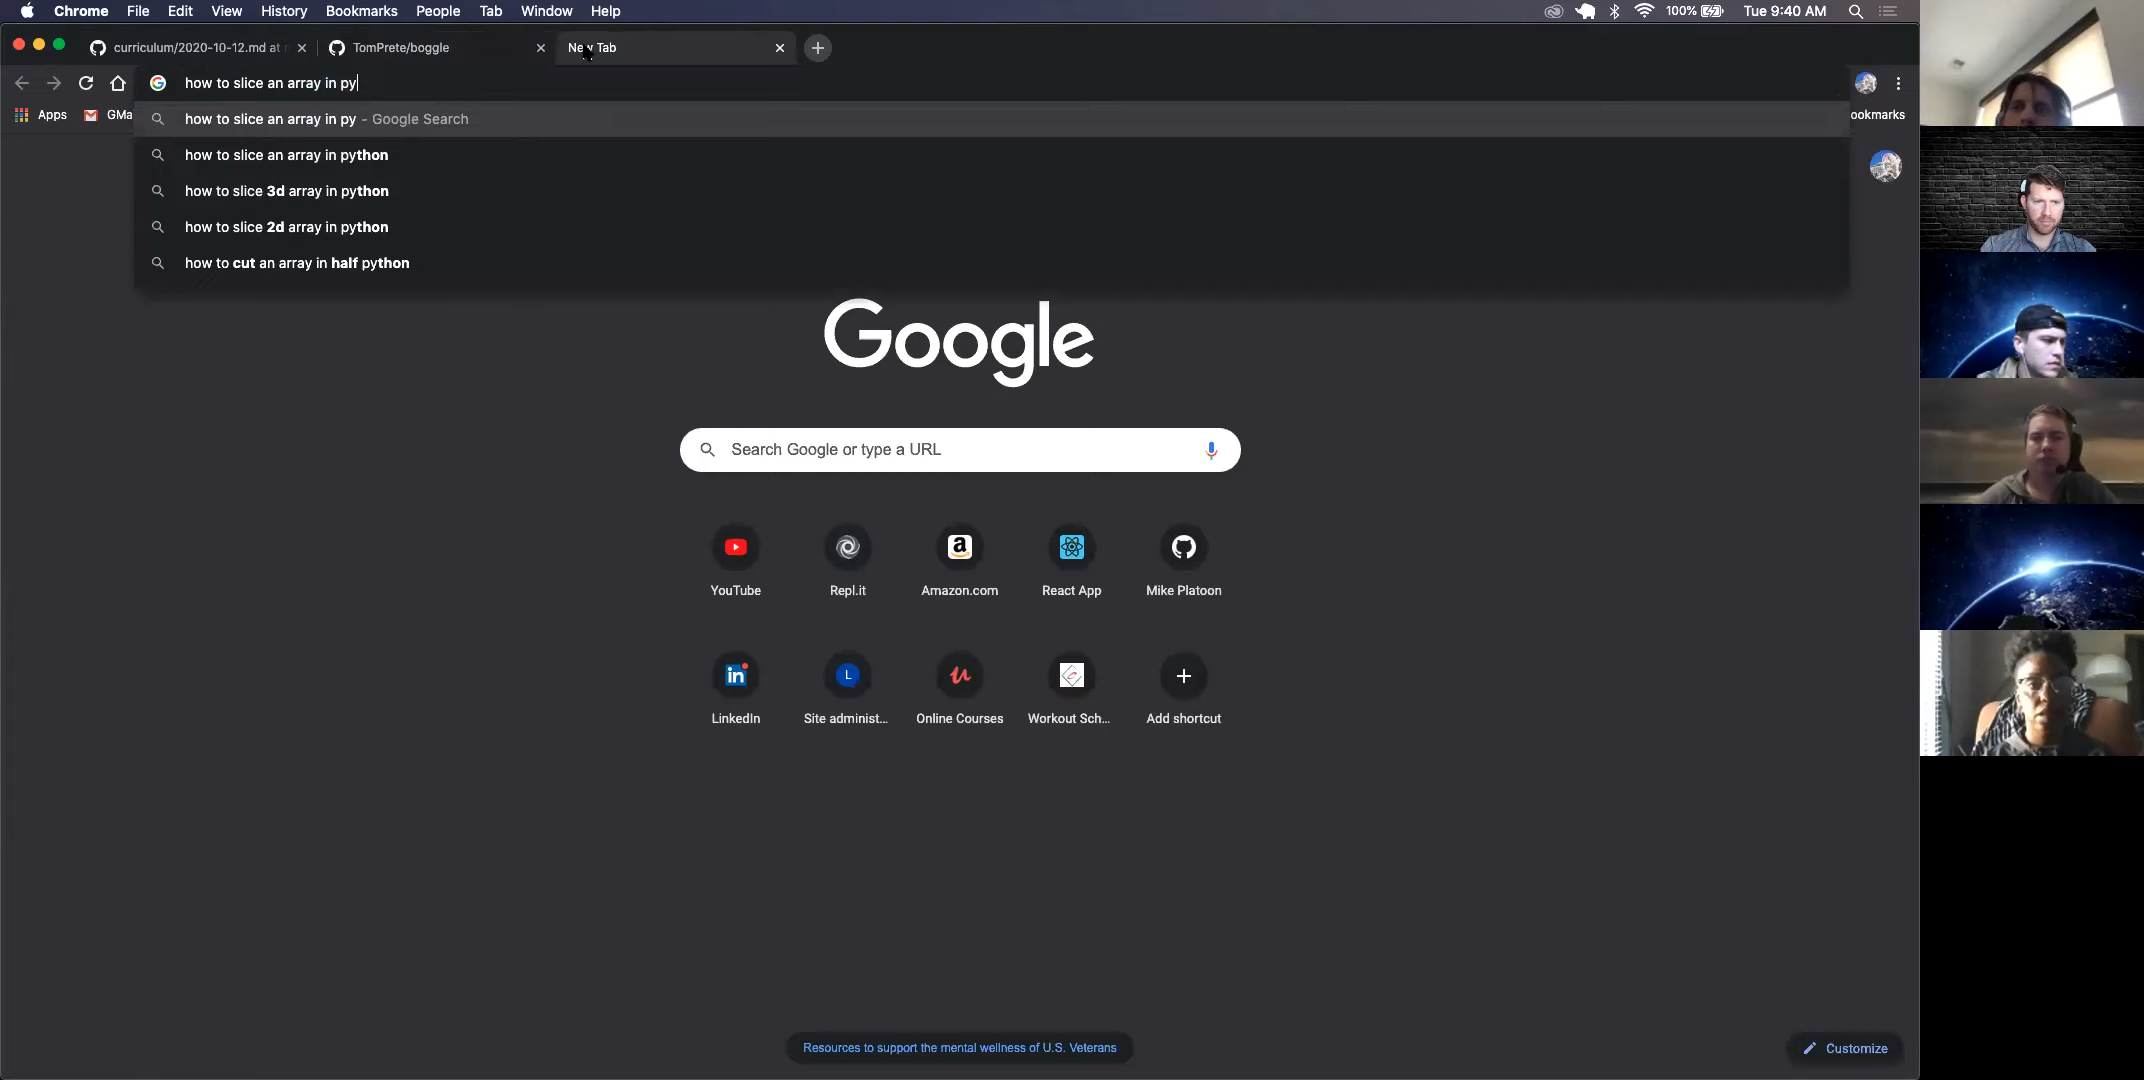 Chrome File Edit View History Bookmarks People Tab Window Help 100% Tue 9:40 AM
curriculum/2020-10-12.md at TomPrete/boggle New Tab
how to slice an array in py
Apps GMa ookmarks
how to slice an array in py - Google Search
how to slice an array in python
how to slice 3d array in python
how to slice 2d array in python
how to cut an array in half python
Google
Search Google or type a URL
YouTube Repl.it Amazon.com React App Mike Platoon
L
LinkedIn Site administ... Online Courses Workout Sch... Add shortcut
Resources to support the mental wellness of U.S. Veterans
Customize